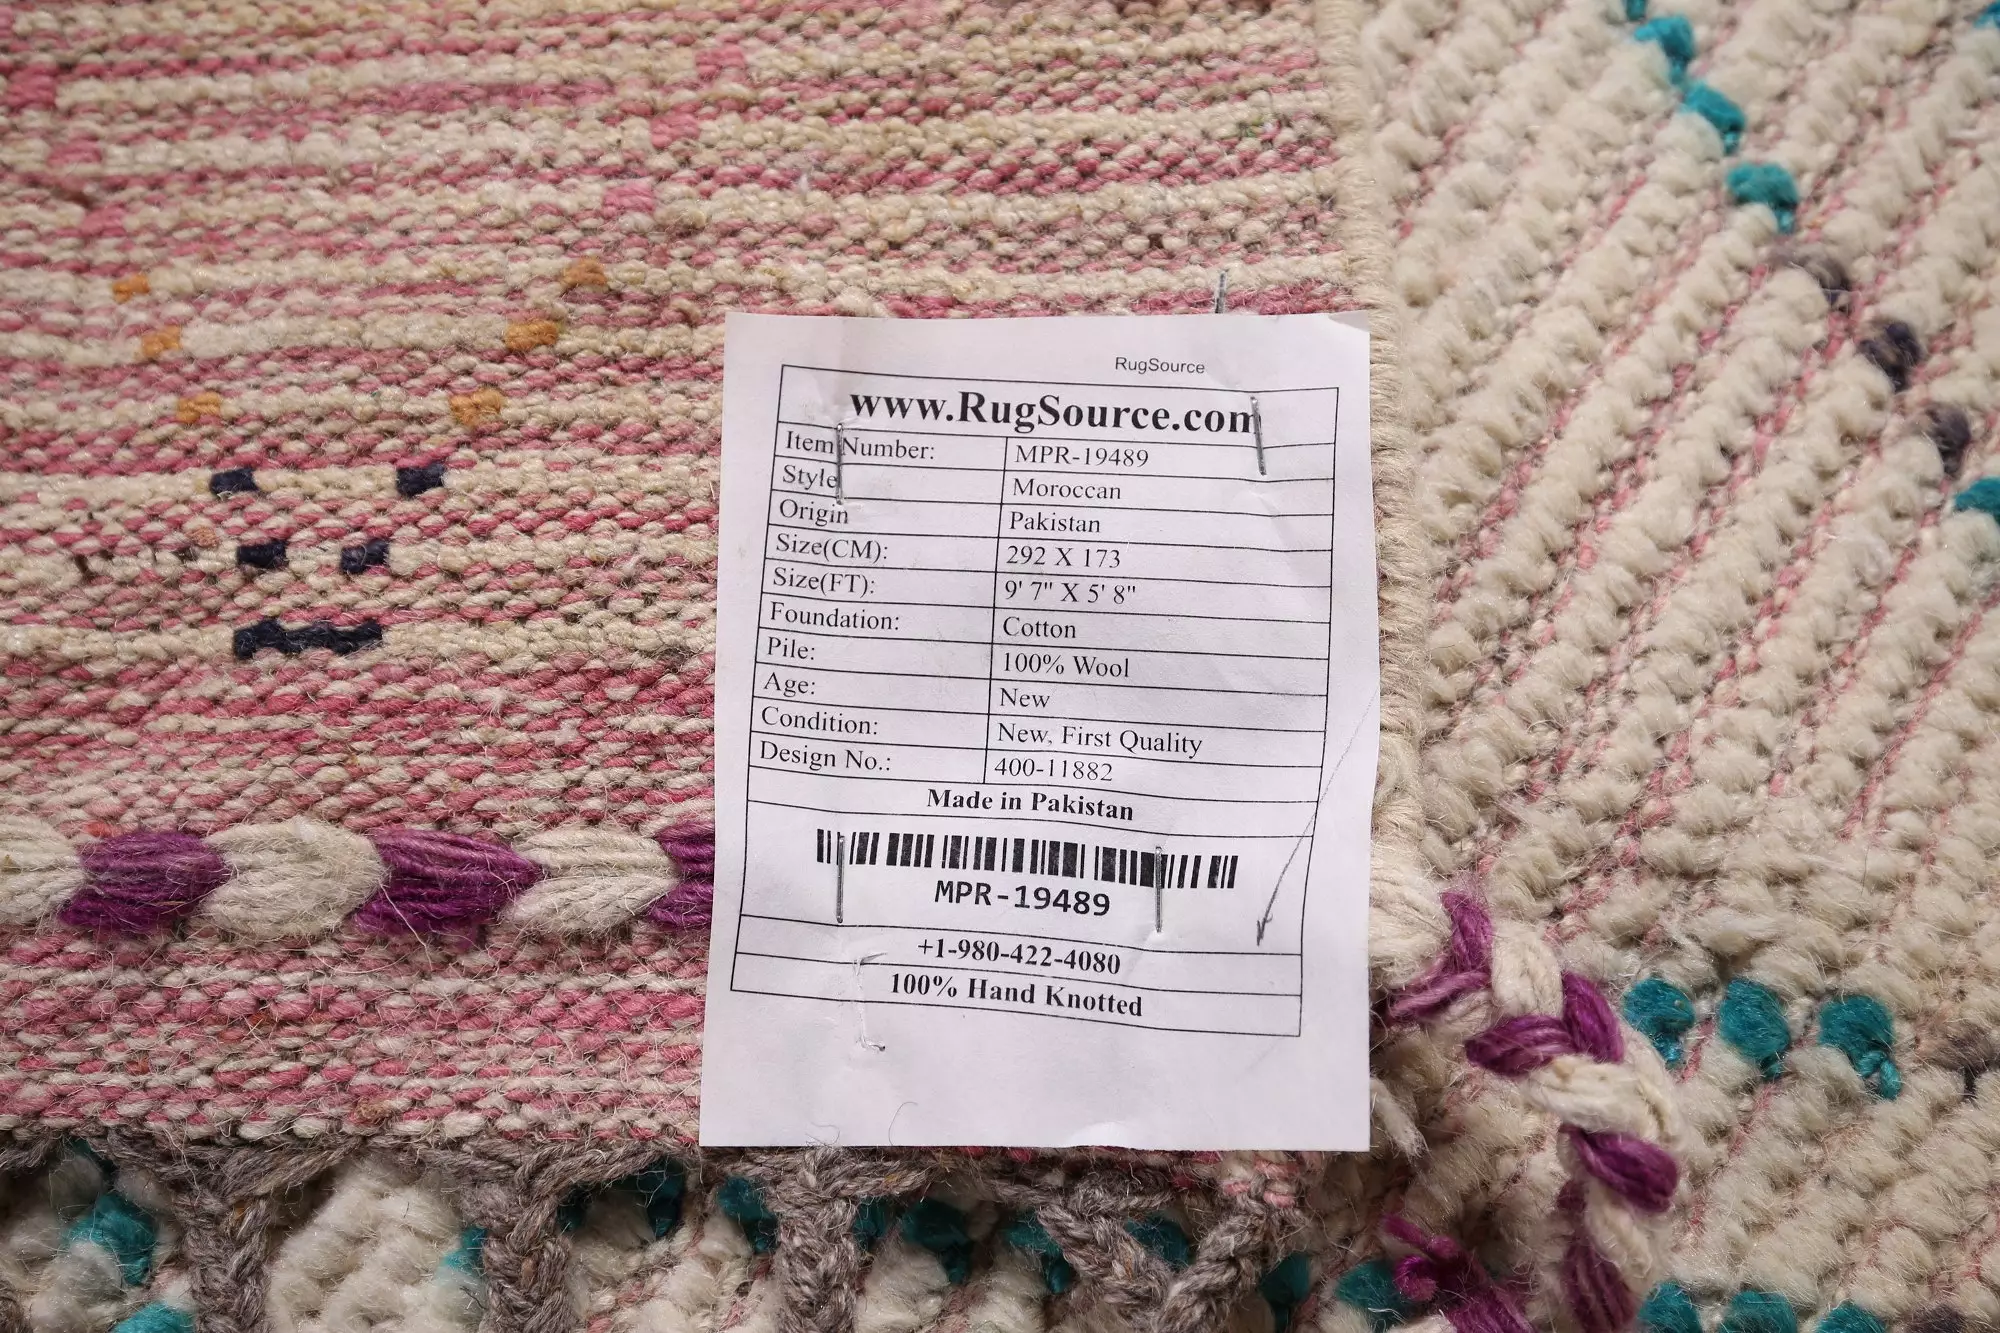 RugSource
www.RugSource.com
Item Number: MPR-19489
Style Moroccan
Origin Pakistan
Size(CM): 292 X 173
Size(FT): 9' 7" X 5' 8"
Foundation: Cotton
Pile: 100% Wool
Age: New
Condition: New, First Quality
Design No.: 400-11882
Made in Pakistan
MPR-19489
+1-980-422-4080
100% Hand Knotted